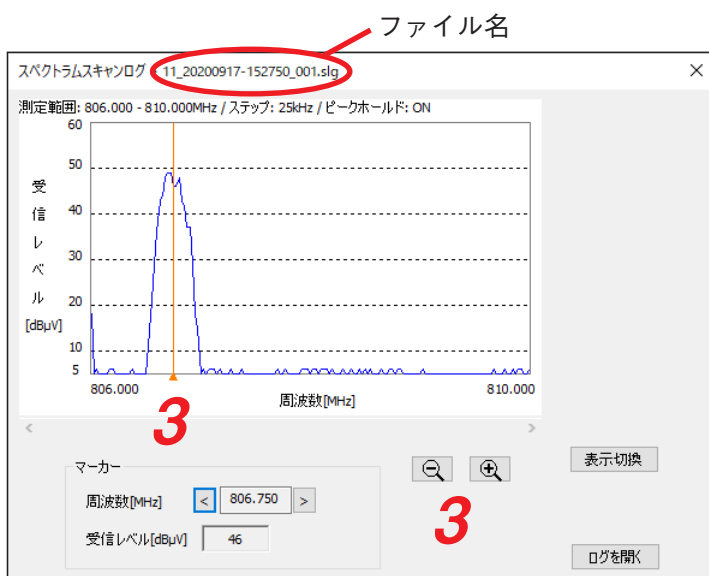 ファイル名
スペクトラムスキャンログ - 11_20200917-152750_001.slg
測定範囲: 806.000 - 810.000MHz / ステップ: 25kHz / ピークホールド: ON
60
50
40
30
20
10
5
受信レベル
[dBμV]
806.000
810.000
周波数[MHz]
3
マーカー
周波数[MHz] < 806.750 >
受信レベル[dBμV] 46
3
表示切換
ログを開く